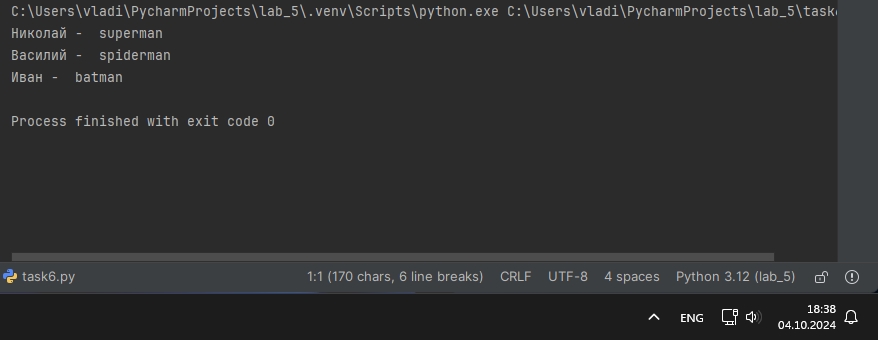 C:\Users\vladi\PycharmProjects\lab_5\.venv\Scripts\python.exe C:\Users\vladi\PycharmProjects\lab_5\task
Николай -  superman
Василий -  spiderman
Иван -  batman
Process finished with exit code 0
task6.py 1:1 (170 chars, 6 line breaks) CRLF UTF-8 4 spaces Python 3.12 (lab_5)
ENG 18:38
04.10.2024